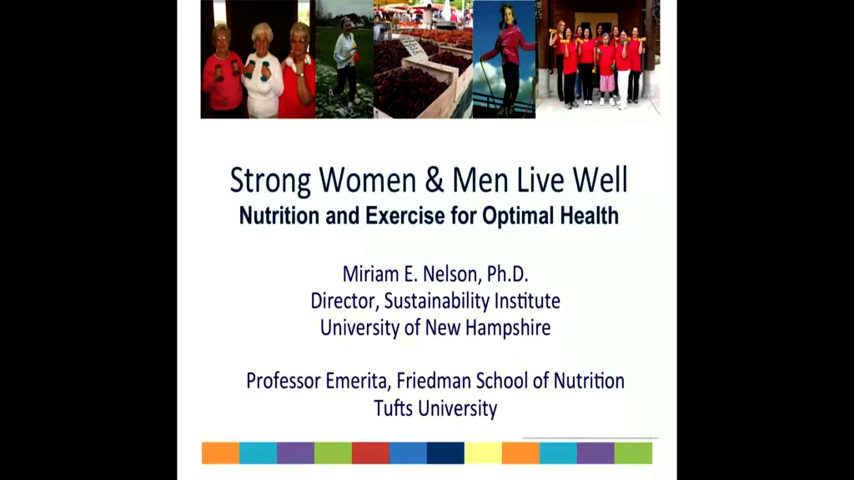 Strong Women & Men Live Well
Nutrition and Exercise for Optimal Health
Miriam E. Nelson, Ph.D.
Director, Sustainability Institute
University of New Hampshire
Professor Emerita, Friedman School of Nutrition
Tufts University